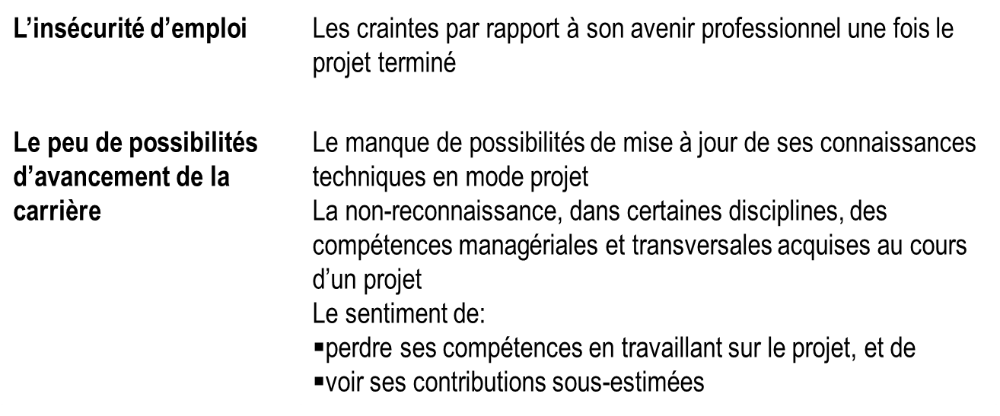 L’insécurité d’emploi
Les craintes par rapport à son avenir professionnel une fois le
projet terminé
Le peu de possibilités
d’avancement de la
carrière
Le manque de possibilités de mise à jour de ses connaissances
techniques en mode projet
La non-reconnaissance, dans certaines disciplines, des
compétences managériales et transversales acquises au cours
d’un projet
Le sentiment de:
▪perdre ses compétences en travaillant sur le projet, et de
▪voir ses contributions sous-estimées